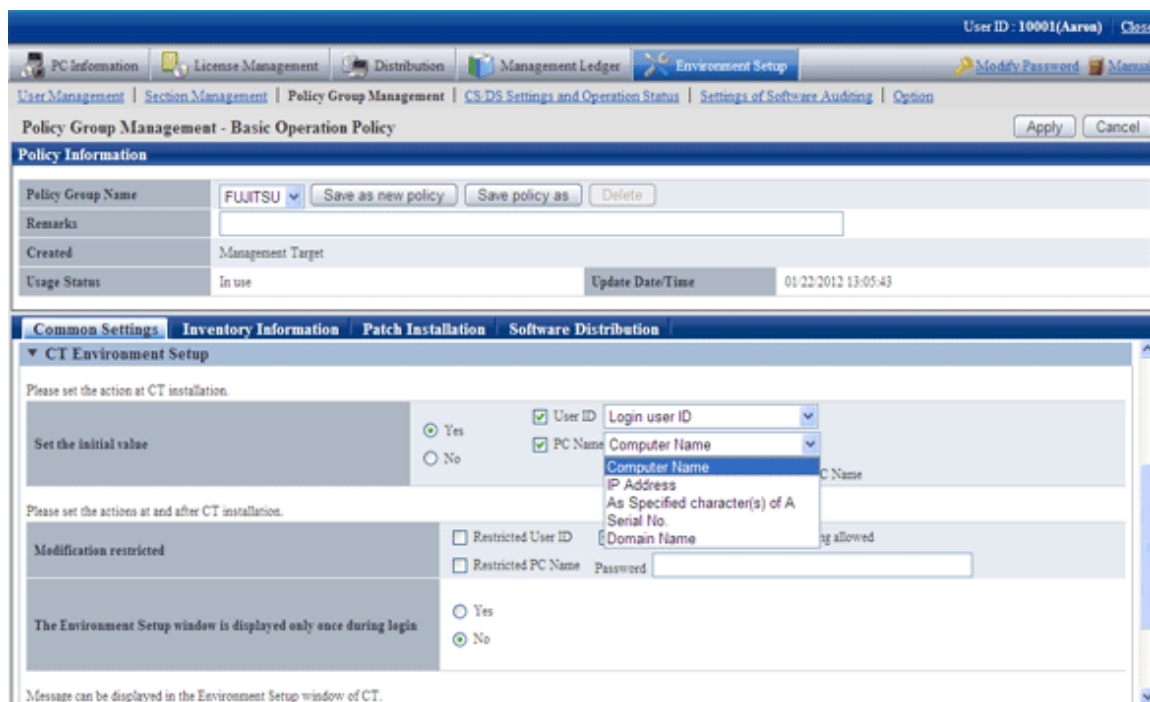 User ID : 10001(Aaron) Close
PC Information License Management Distribution Management Ledger Environment Setup Modify Password Manual
User Management | Section Management | Policy Group Management | CS/DS Settings and Operation Status | Settings of Software Auditing | Option
Policy Group Management - Basic Operation Policy Apply Cancel
Policy Information
Policy Group Name FUJITSU Save as new policy Save policy as Delete
Remarks
Created Management Target
Usage Status In use Update Date/Time 01/22/2012 13:05:43
Common Settings Inventory Information Patch Installation Software Distribution
▼ CT Environment Setup
Please set the action at CT installation.
Set the initial value Yes No User ID Login user ID
PC Name Computer Name
Computer Name
IP Address C Name
As Specified character(s) of A
Serial No.
Domain Name
Please set the actions at and after CT installation.
Modification restricted Restricted User ID ng allowed
Restricted PC Name Password
The Environment Setup window is displayed only once during login Yes
No
Message can be displayed in the Environment Setup window of CT.